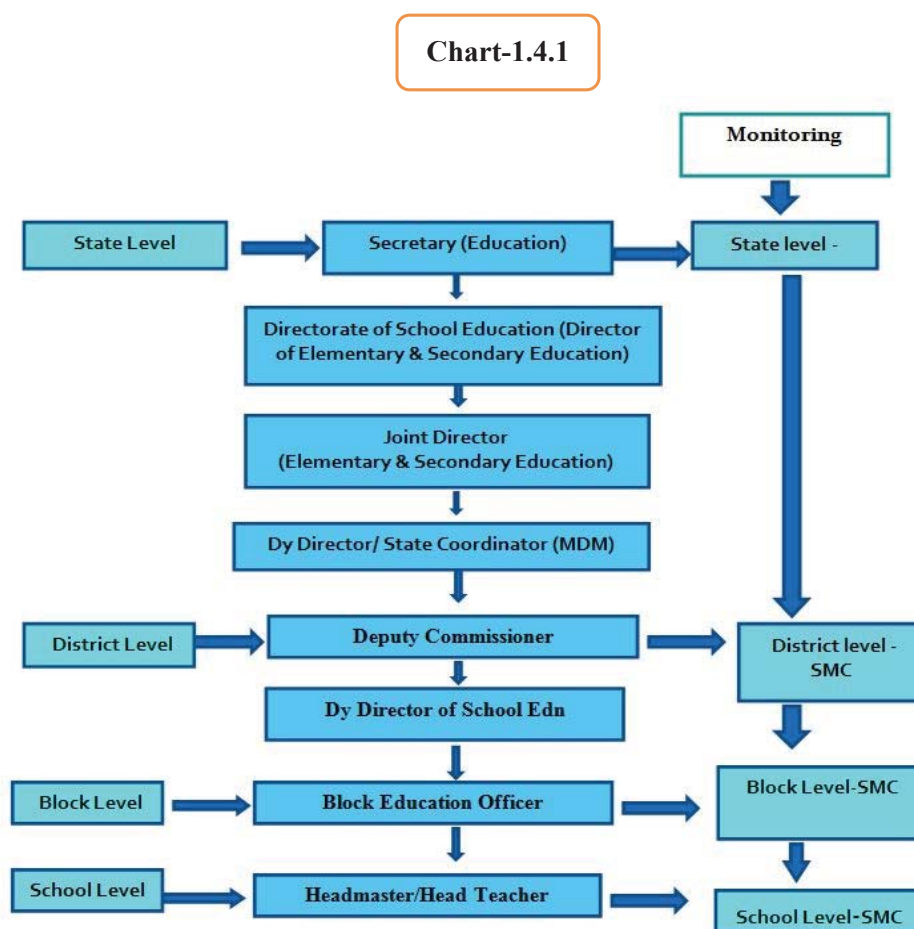 Chart-1.4.1
Monitoring
State Level
Secretary (Education)
State level -
Directorate of School Education (Director
of Elementary & Secondary Education)
Joint Director
(Elementary & Secondary Education)
Dy Director/ State Coordinator (MDM)
District Level
Deputy Commissioner
District level -
SMC
Dy Director of School Edn
Block Level
Block Education Officer
Block Level-SMC
School Level
Headmaster/Head Teacher
School Level-SMC